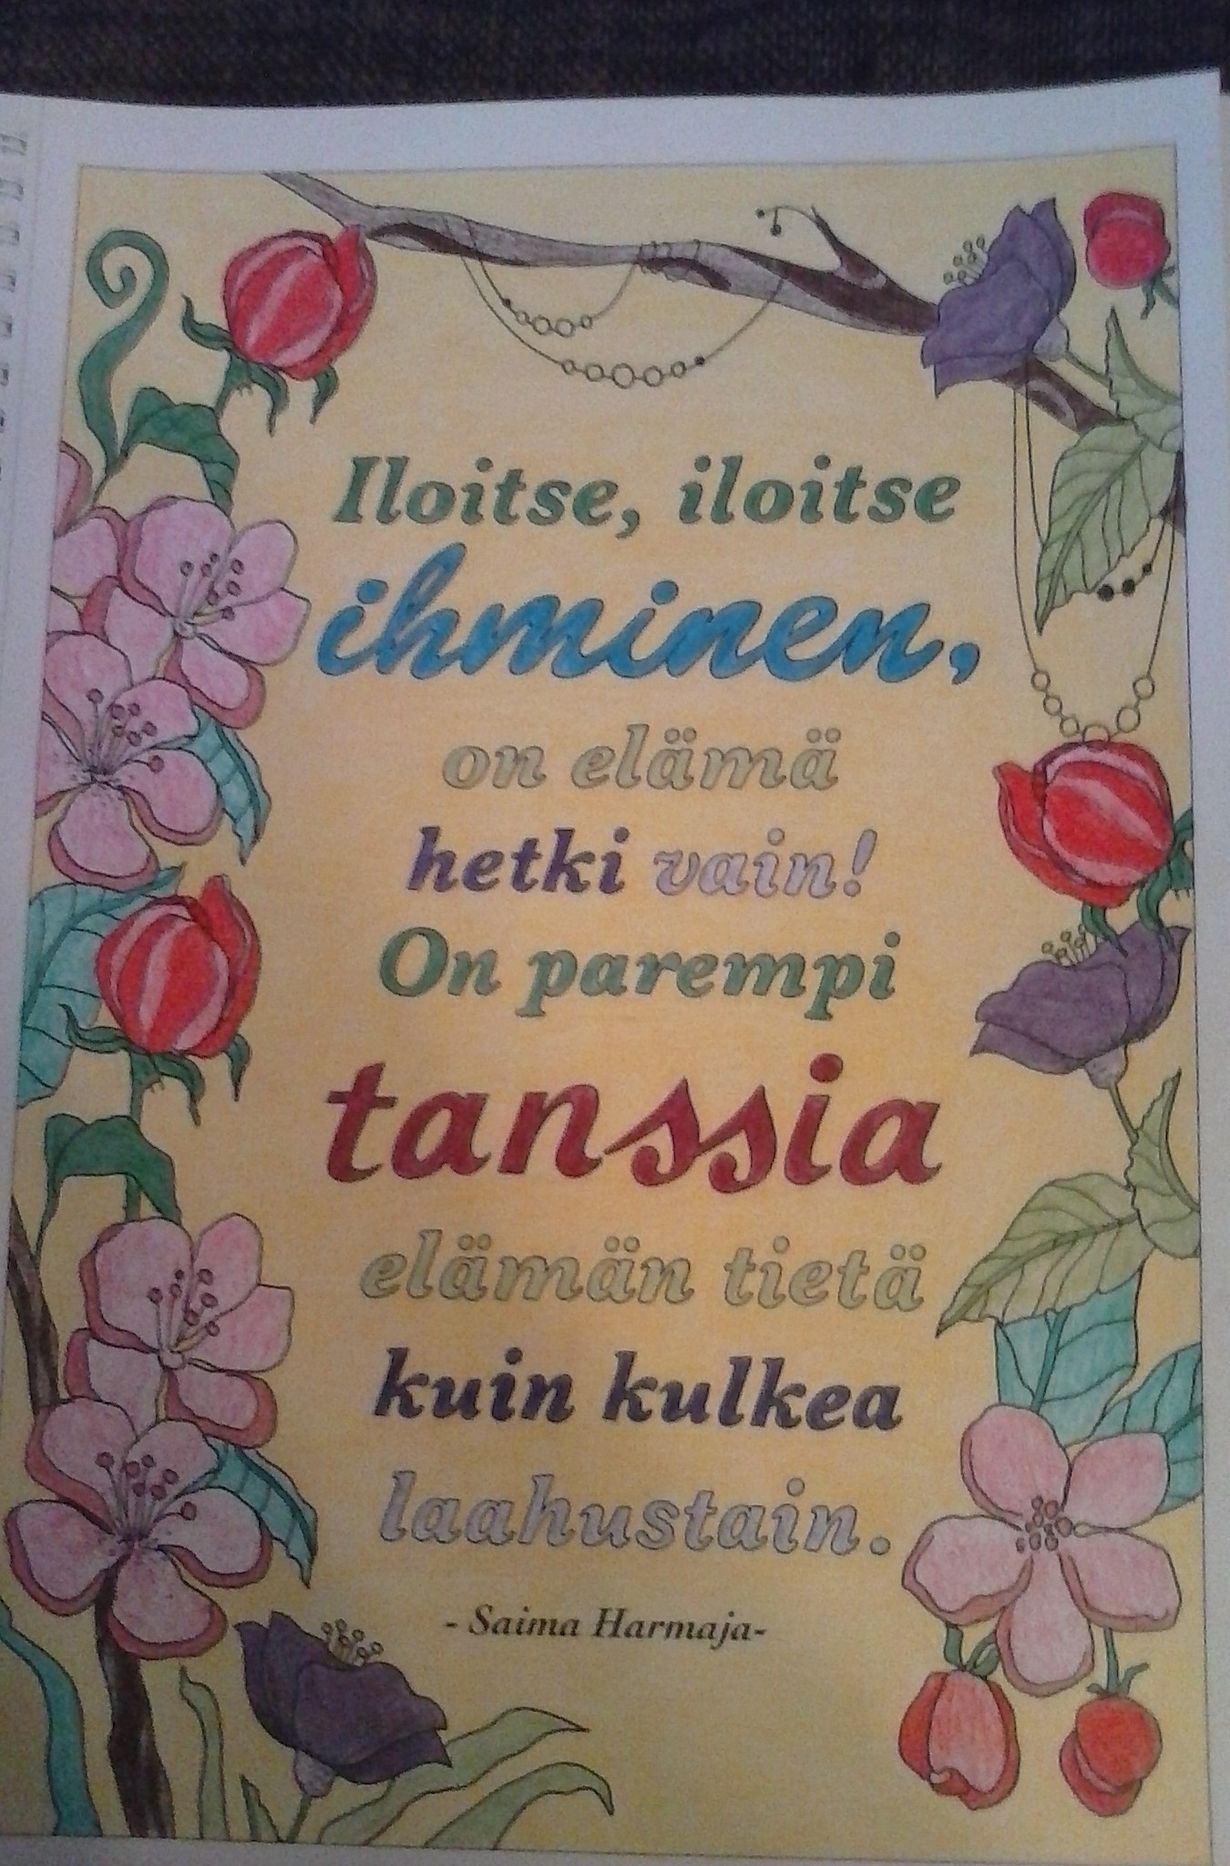 Iloitse, iloitse
ihminen,
on elämä
hetki vain!
On parempi
tanssia
elämän tietä
kuin kulkea
laahustain.
- Saima Harmaja-